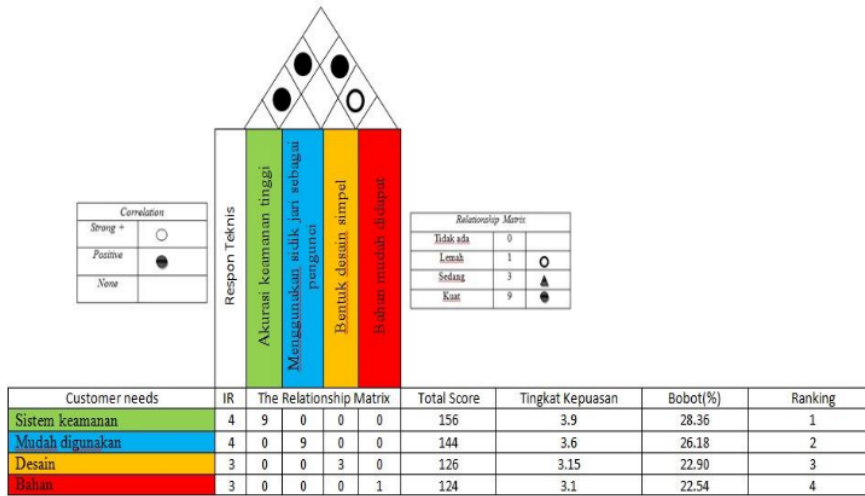 Correlation
Strong +
Positive
None
Respon Teknis
Akurasi keamanan tinggi
Menggunakan sidik jari sebagai
pengunci
Bentuk desain simpel
Bahan mudah didapat
Relationship Matrix
Tidak ada 0
Lemah 1
Sedang 3
Kuat 9
Customer needs IR The Relationship Matrix Total Score Tingkat Kepuasan Bobot(%) Ranking
Sistem keamanan 4 9 0 0 0 156 3.9 28.36 1
Mudah digunakan 4 0 9 0 0 144 3.6 26.18 2
Desain 3 0 0 3 0 126 3.15 22.90 3
Bahan 3 0 0 0 1 124 3.1 22.54 4